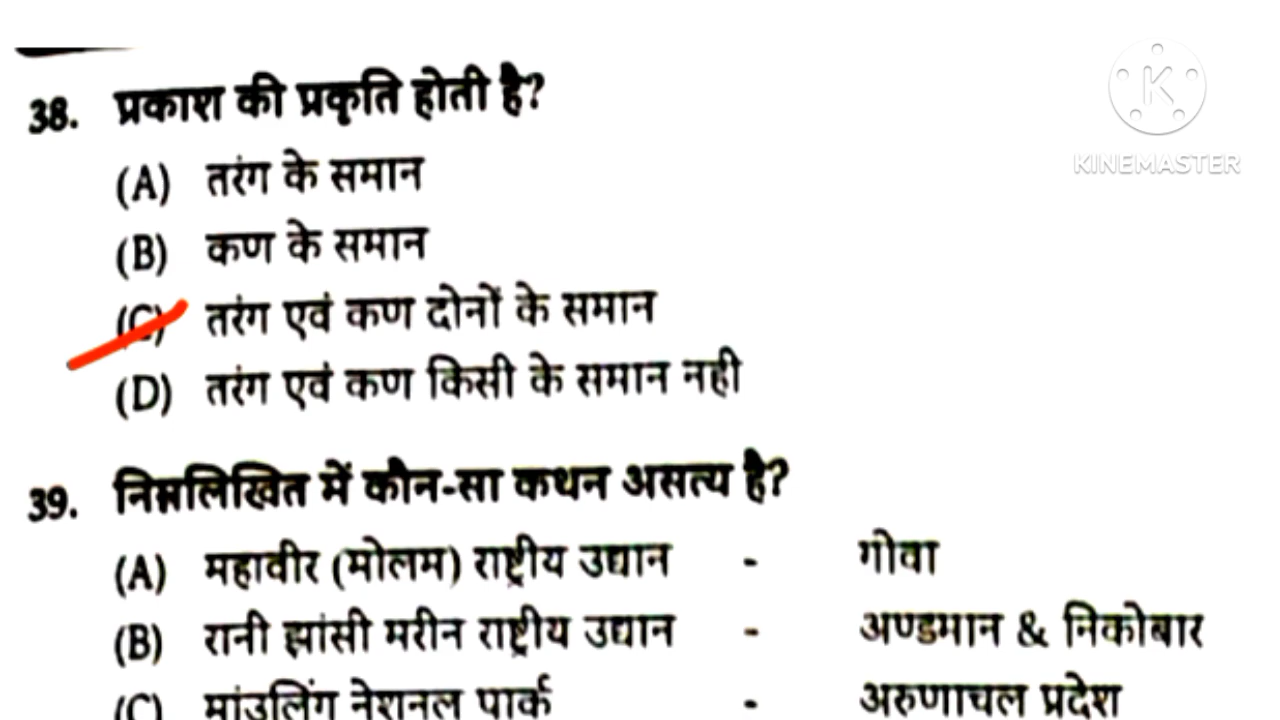 K
KINEMASTER
38. प्रकाश की प्रकृति होती है?
(A) तरंग के समान
(B) कण के समान
(C) तरंग एवं कण दोनों के समान
(D) तरंग एवं कण किसी के समान नही
39. निम्नलिखित में कौन-सा कथन असत्य है?
(A) महावीर (मोलम) राष्ट्रीय उद्यान - गोवा
(B) रानी झांसी मरीन राष्ट्रीय उद्यान - अण्डमान & निकोबार
(C) मांउलिंग नेशनल पार्क - अरुणाचल प्रदेश